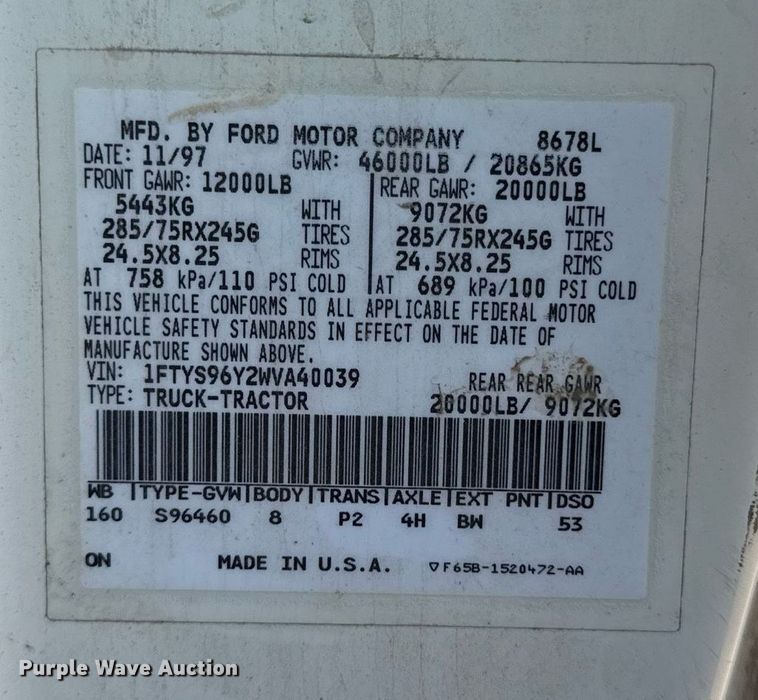 MFD. BY FORD MOTOR COMPANY 8678L
DATE: 11/97 GVWR: 46000LB / 20865KG
FRONT GAWR: 12000LB REAR GAWR: 20000LB
5443KG WITH 9072KG WITH
285/75RX245G TIRES 285/75RX245G TIRES
24.5X8.25 RIMS 24.5X8.25 RIMS
AT 758 kPa/110 PSI COLD AT 689 kPa/100 PSI COLD
THIS VEHICLE CONFORMS TO ALL APPLICABLE FEDERAL MOTOR
VEHICLE SAFETY STANDARDS IN EFFECT ON THE DATE OF
MANUFACTURE SHOWN ABOVE.
VIN: 1FTYS96Y2WVA40039 REAR REAR GAWR
TYPE: TRUCK-TRACTOR 20000LB/ 9072KG
WB TYPE-GVW BODY TRANS AXLE EXT PNT DSO
160 S96460 8 P2 4H BW 53
ON MADE IN U.S.A. ▽F65B-1520472-AA
Purple Wave Auction